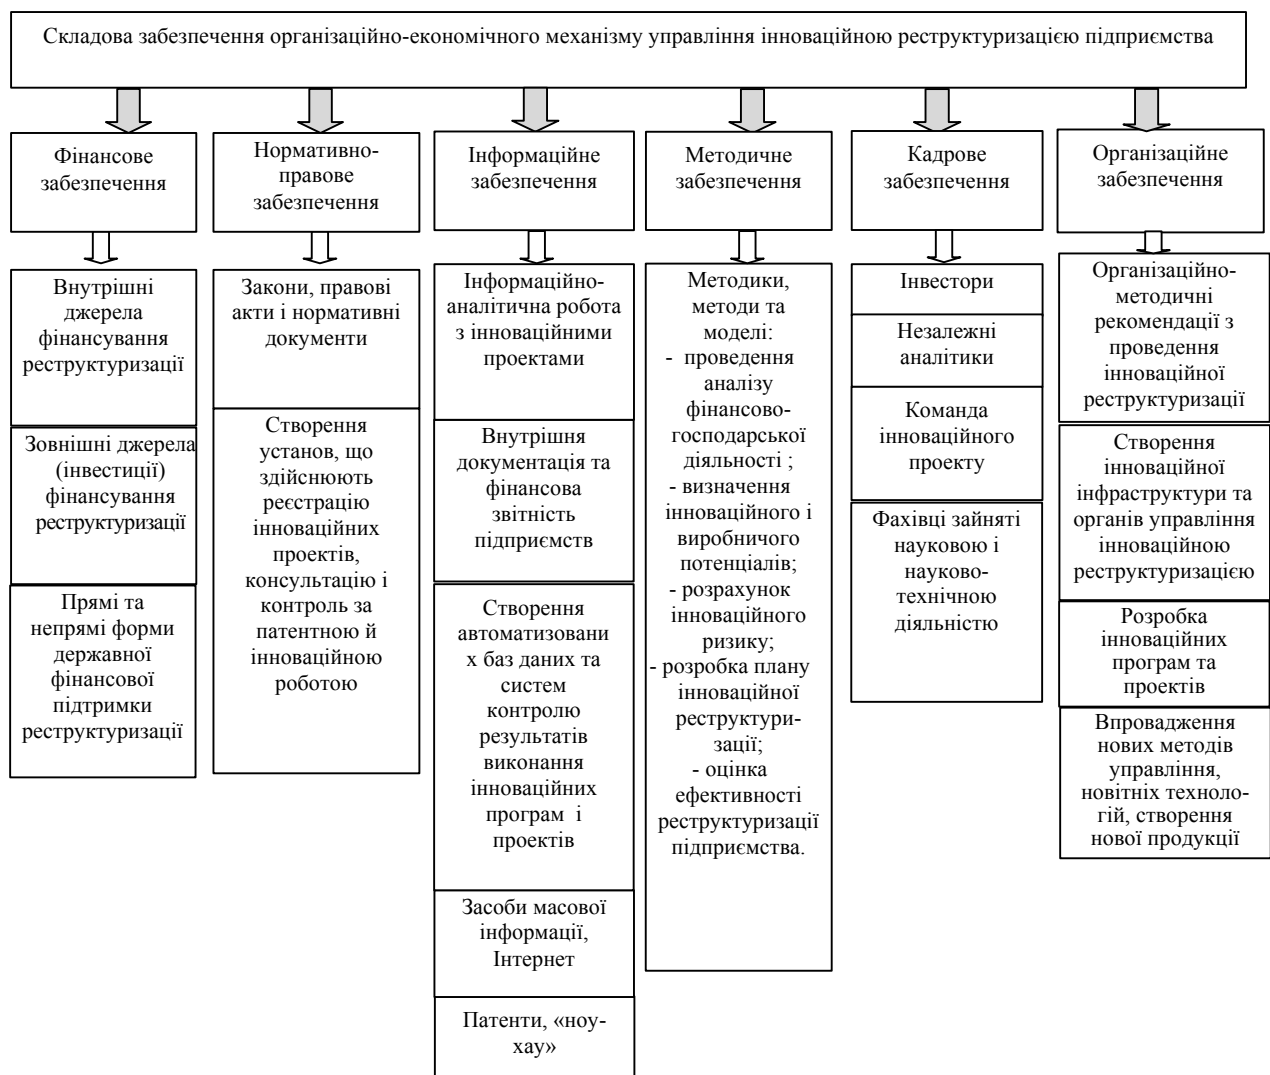 Складова забезпечення організаційно-економічного механізму управління інноваційною реструктуризацією підприємства
Фінансове
забезпечення
Нормативно-
правове
забезпечення
Інформаційне
забезпечення
Методичне
забезпечення
Кадрове
забезпечення
Організаційне
забезпечення
Внутрішні
джерела
фінансування
реструктуризації
Зовнішні джерела
(інвестиції)
фінансування
реструктуризації
Прямі та
непрямі форми
державної
фінансової
підтримки
реструктуризації
Закони, правові
акти і нормативні
документи
Створення
установ, що
здійснюють
реєстрацію
інноваційних
проектів,
консультацію і
контроль за
патентною й
інноваційною
роботою
Інформаційно-
аналітична робота
з інноваційними
проектами
Внутрішня
документація та
фінансова
звітність
підприємств
Створення
автоматизовани
х баз даних та
систем
контролю
результатів
виконання
інноваційних
програм і
проектів
Засоби масової
інформації,
Інтернет
Патенти, «ноу-
хау»
Методики,
методи та
моделі:
- проведення
аналізу
фінансово-
господарської
діяльності ;
- визначення
інноваційного і
виробничого
потенціалів;
- розрахунок
інноваційного
ризику;
- розробка плану
інноваційної
реструктури-
зації;
- оцінка
ефективності
реструктуризації
підприємства.
Інвестори
Незалежні
аналітики
Команда
інноваційного
проекту
Фахівці зайняті
науковою і
науково-
технічною
діяльністю
Організаційно-
методичні
рекомендації з
проведення
інноваційної
реструктуризації
Створення
інноваційної
інфраструктури та
органів управління
інноваційною
реструктуризацією
Розробка
інноваційних
програм та
проектів
Впровадження
нових методів
управління,
новітніх техноло-
гій, створення
нової продукції